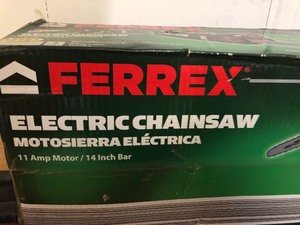 FERREX®
ELECTRIC CHAINSAW
MOTOSIERRA ELÉCTRICA
11 Amp Motor / 14 Inch Bar